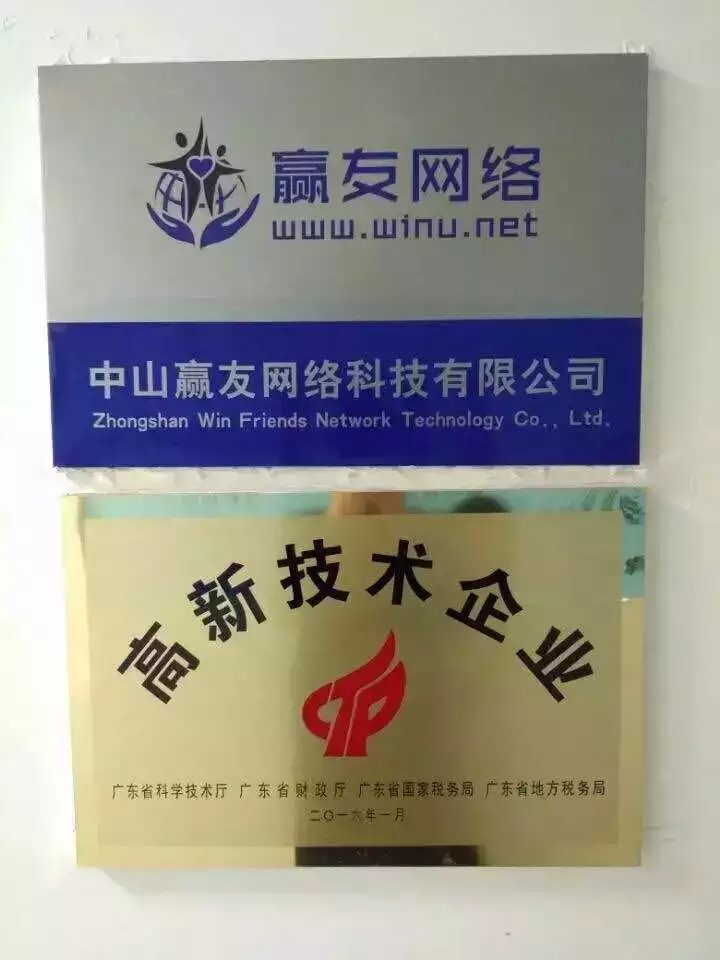 赢友网络
www.winu.net
中山赢友网络科技有限公司
Zhongshan Win Friends Network Technology Co., Ltd.
高新技术企业
广东省科学技术厅 广东省财政厅 广东省国家税务局 广东省地方税务局
二〇一六年一月